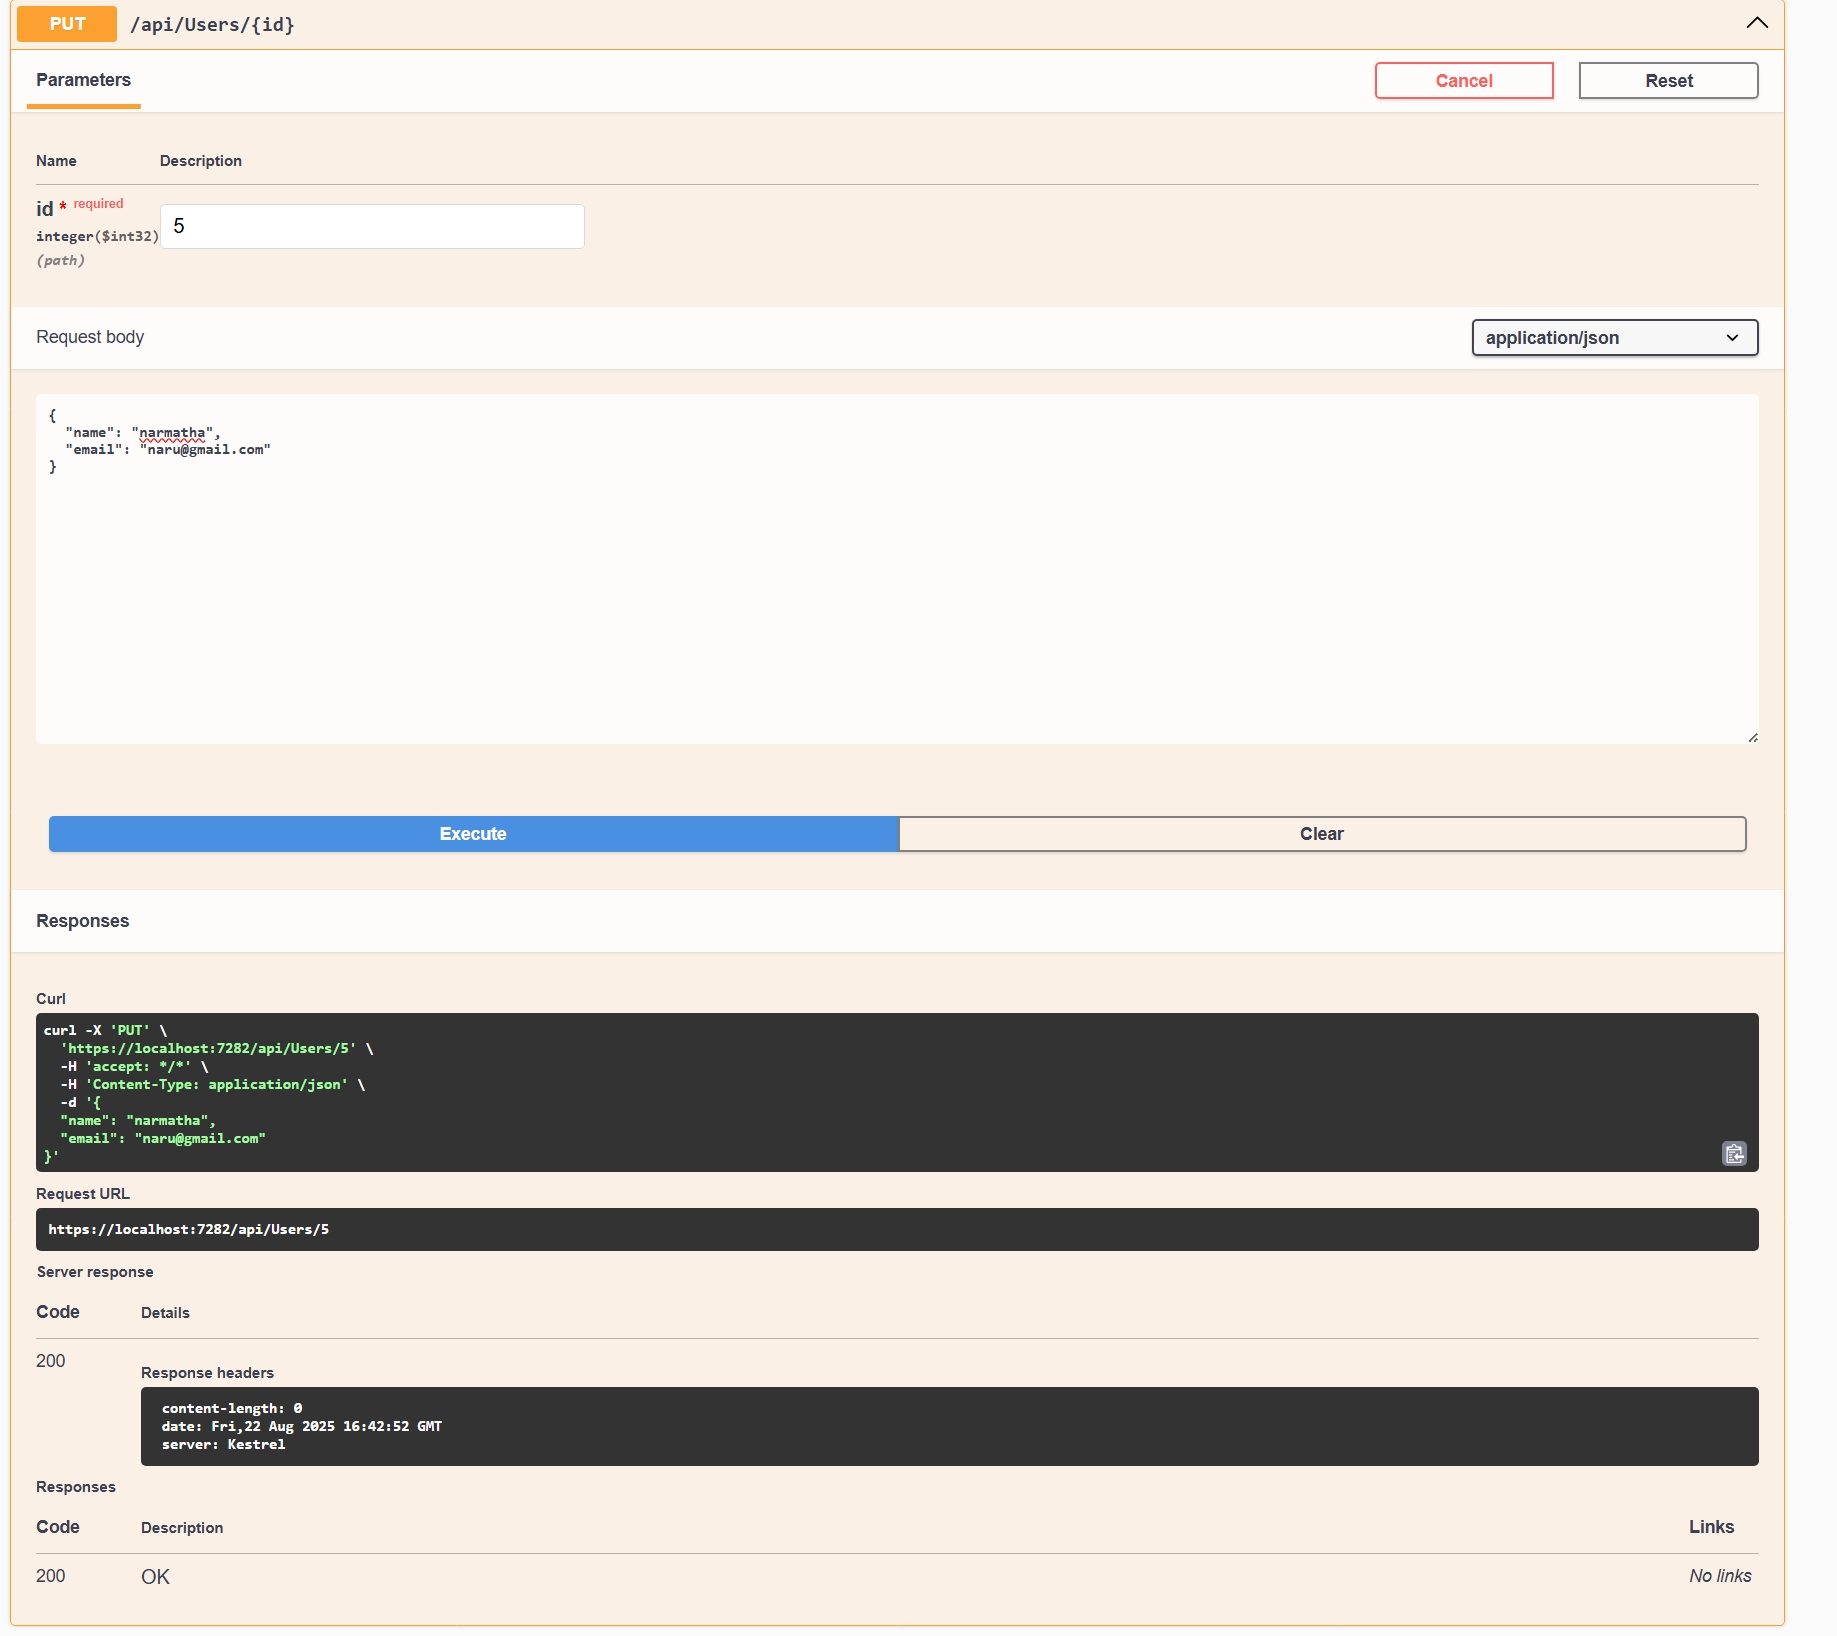 PUT /api/Users/{id}
Parameters
Cancel
Reset
Name Description
id * required
integer($int32)
(path)
5
Request body
application/json
{
  "name": "narmatha",
  "email": "naru@gmail.com"
}
Execute
Clear
Responses
Curl
curl -X 'PUT' \
  'https://localhost:7282/api/Users/5' \
  -H 'accept: */*' \
  -H 'Content-Type: application/json' \
  -d '{
  "name": "narmatha",
  "email": "naru@gmail.com"
}'
Request URL
https://localhost:7282/api/Users/5
Server response
Code Details
200
Response headers
content-length: 0
date: Fri,22 Aug 2025 16:42:52 GMT
server: Kestrel
Responses
Code Description Links
200 OK No links